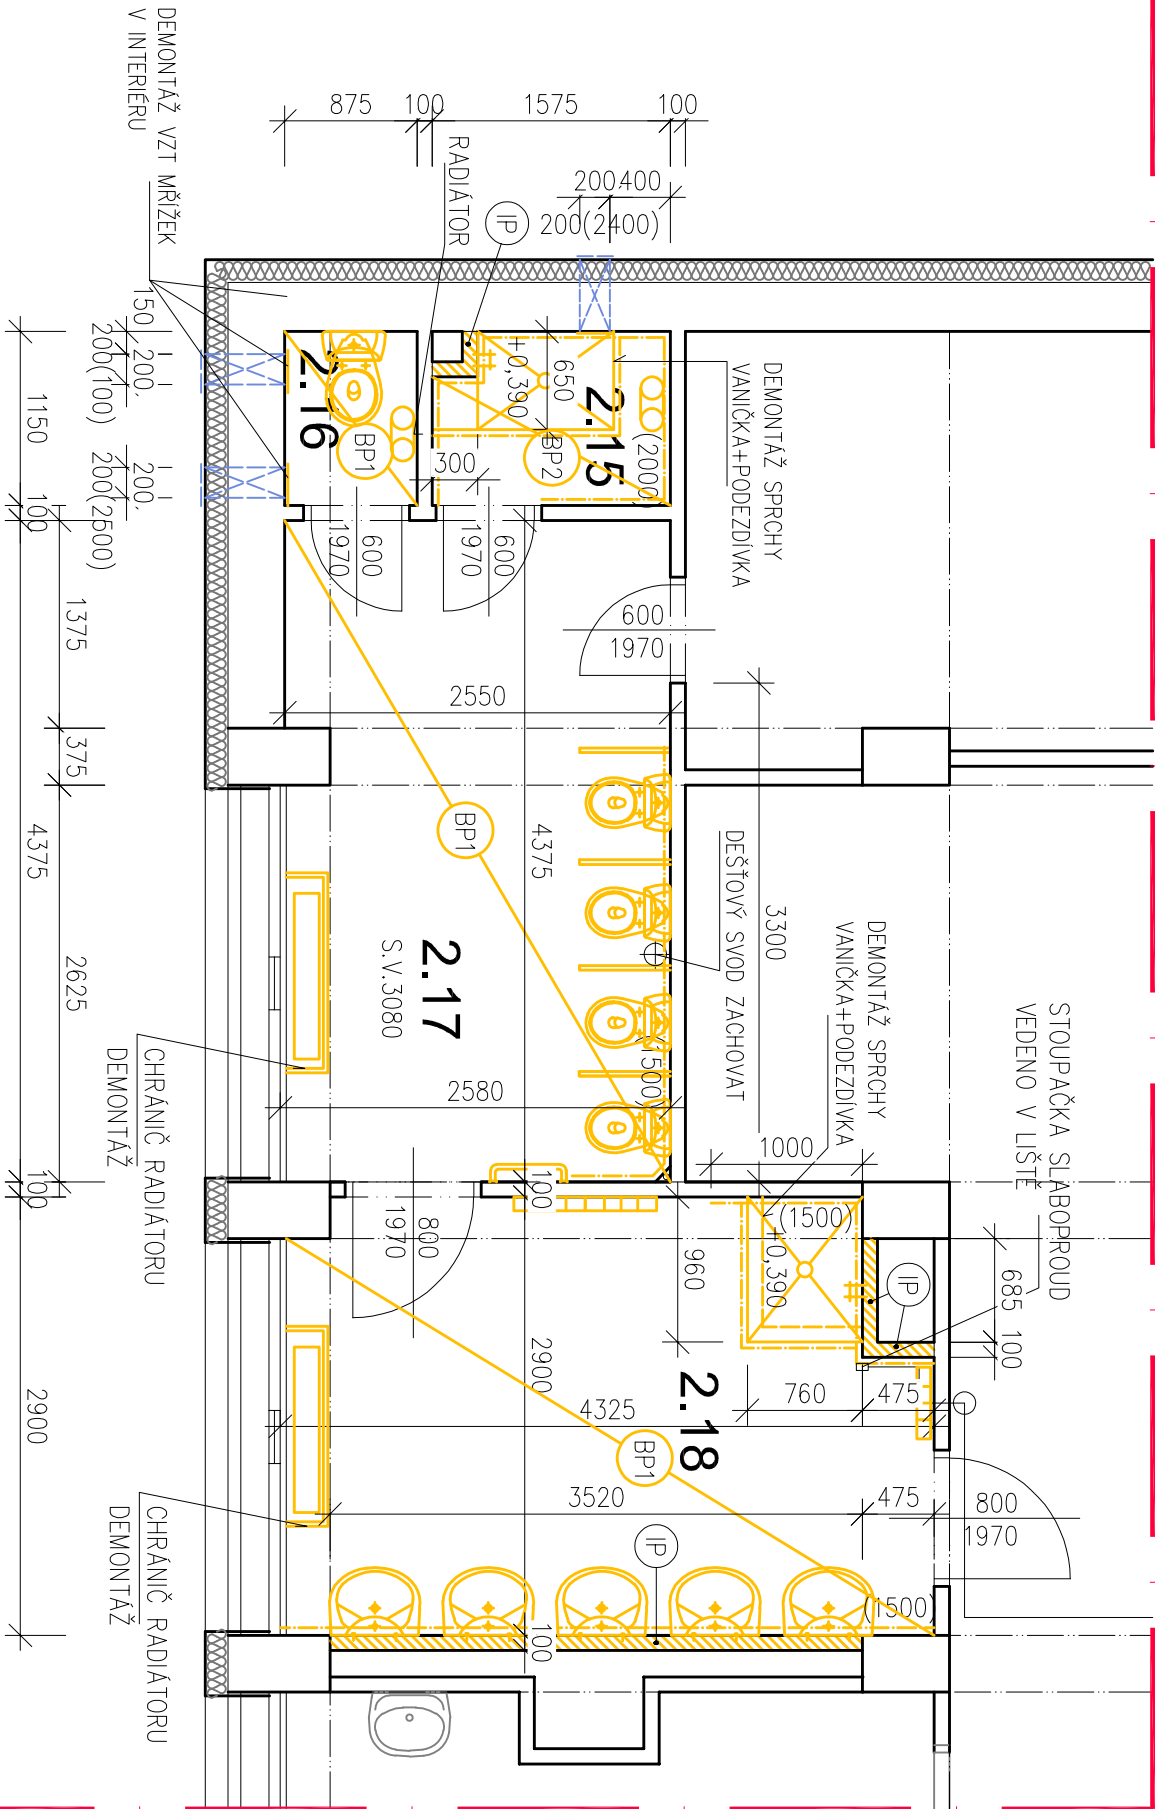 DEMONTÁŽ VZT MŘÍŽEK
V INTERIÉRU
875
100
1575
100
RADIÁTOR
IP
200
400
200(2400)
DEMONTÁŽ SPRCHY
VANIČKA+PODEZDÍVKA
150
200,
200(100)
200,
200(2500)
1150
100
1375
375
4375
2625
100
2900
2.16
BP1
2.15
BP2
650
+0,390
(2000)
300
600
1970
600
1970
600
1970
2550
3300
BP1
4375
2.17
S.V.3080
2580
(1500)
DEŠŤOVÝ SVOD ZACHOVAT
DEMONTÁŽ SPRCHY
VANIČKA+PODEZDÍVKA
STOUPAČKA SLABOPROUD
VEDENO V LIŠTĚ
CHRÁNIČ RADIÁTORU
DEMONTÁŽ
1000
100
800
1970
(1500)
+0,390
960
IP
685
100
2900
2.18
760
475
4325
BP1
3520
475
800
1970
IP
(1500)
100
CHRÁNIČ RADIÁTORU
DEMONTÁŽ